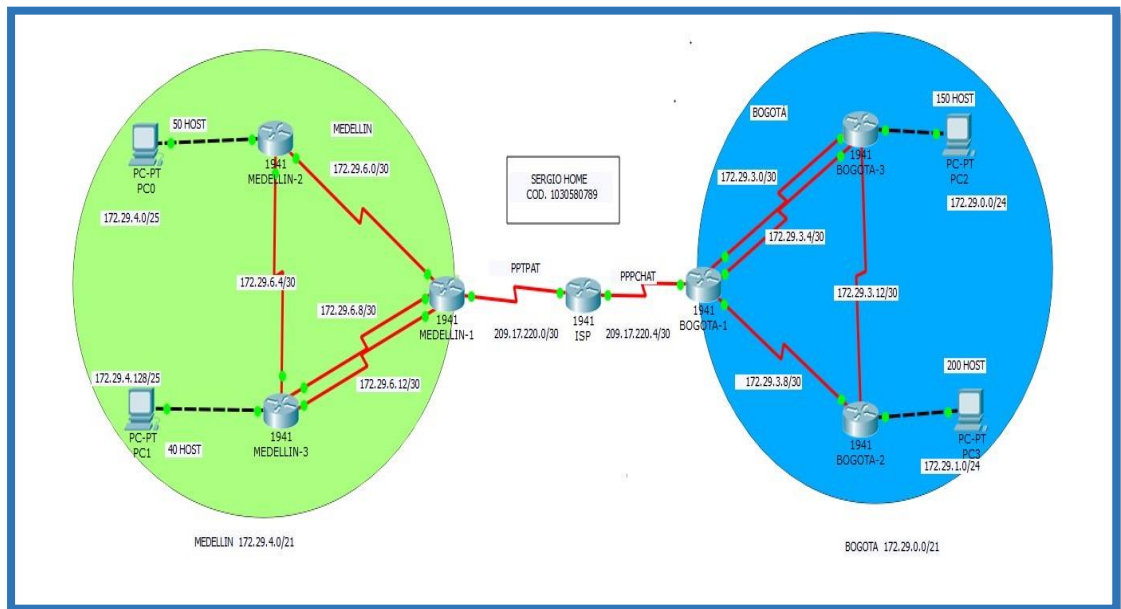 50 HOST
MEDELLIN
1941
MEDELLIN-2
172.29.6.0/30
PC-PT
PC0
172.29.4.0/25
172.29.6.4/30
172.29.6.8/30
1941
MEDELLIN-1
172.29.6.12/30
172.29.4.128/25
PC-PT
PC1
40 HOST
1941
MEDELLIN-3
MEDELLIN 172.29.4.0/21
SERGIO HOME
COD. 1030580789
PPTPAT
PPPCHAT
1941
ISP
209.17.220.0/30
209.17.220.4/30
BOGOTA
150 HOST
1941
BOGOTA-3
PC-PT
PC2
172.29.3.0/30
172.29.0.0/24
172.29.3.4/30
1941
BOGOTA-1
172.29.3.12/30
172.29.3.8/30
200 HOST
1941
BOGOTA-2
PC-PT
PC3
172.29.1.0/24
BOGOTA 172.29.0.0/21